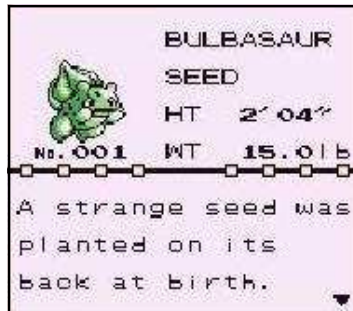 BULBASAUR
SEED
HT 2′04″
No.001 WT 15.0lb
A strange seed was
planted on its
back at birth.